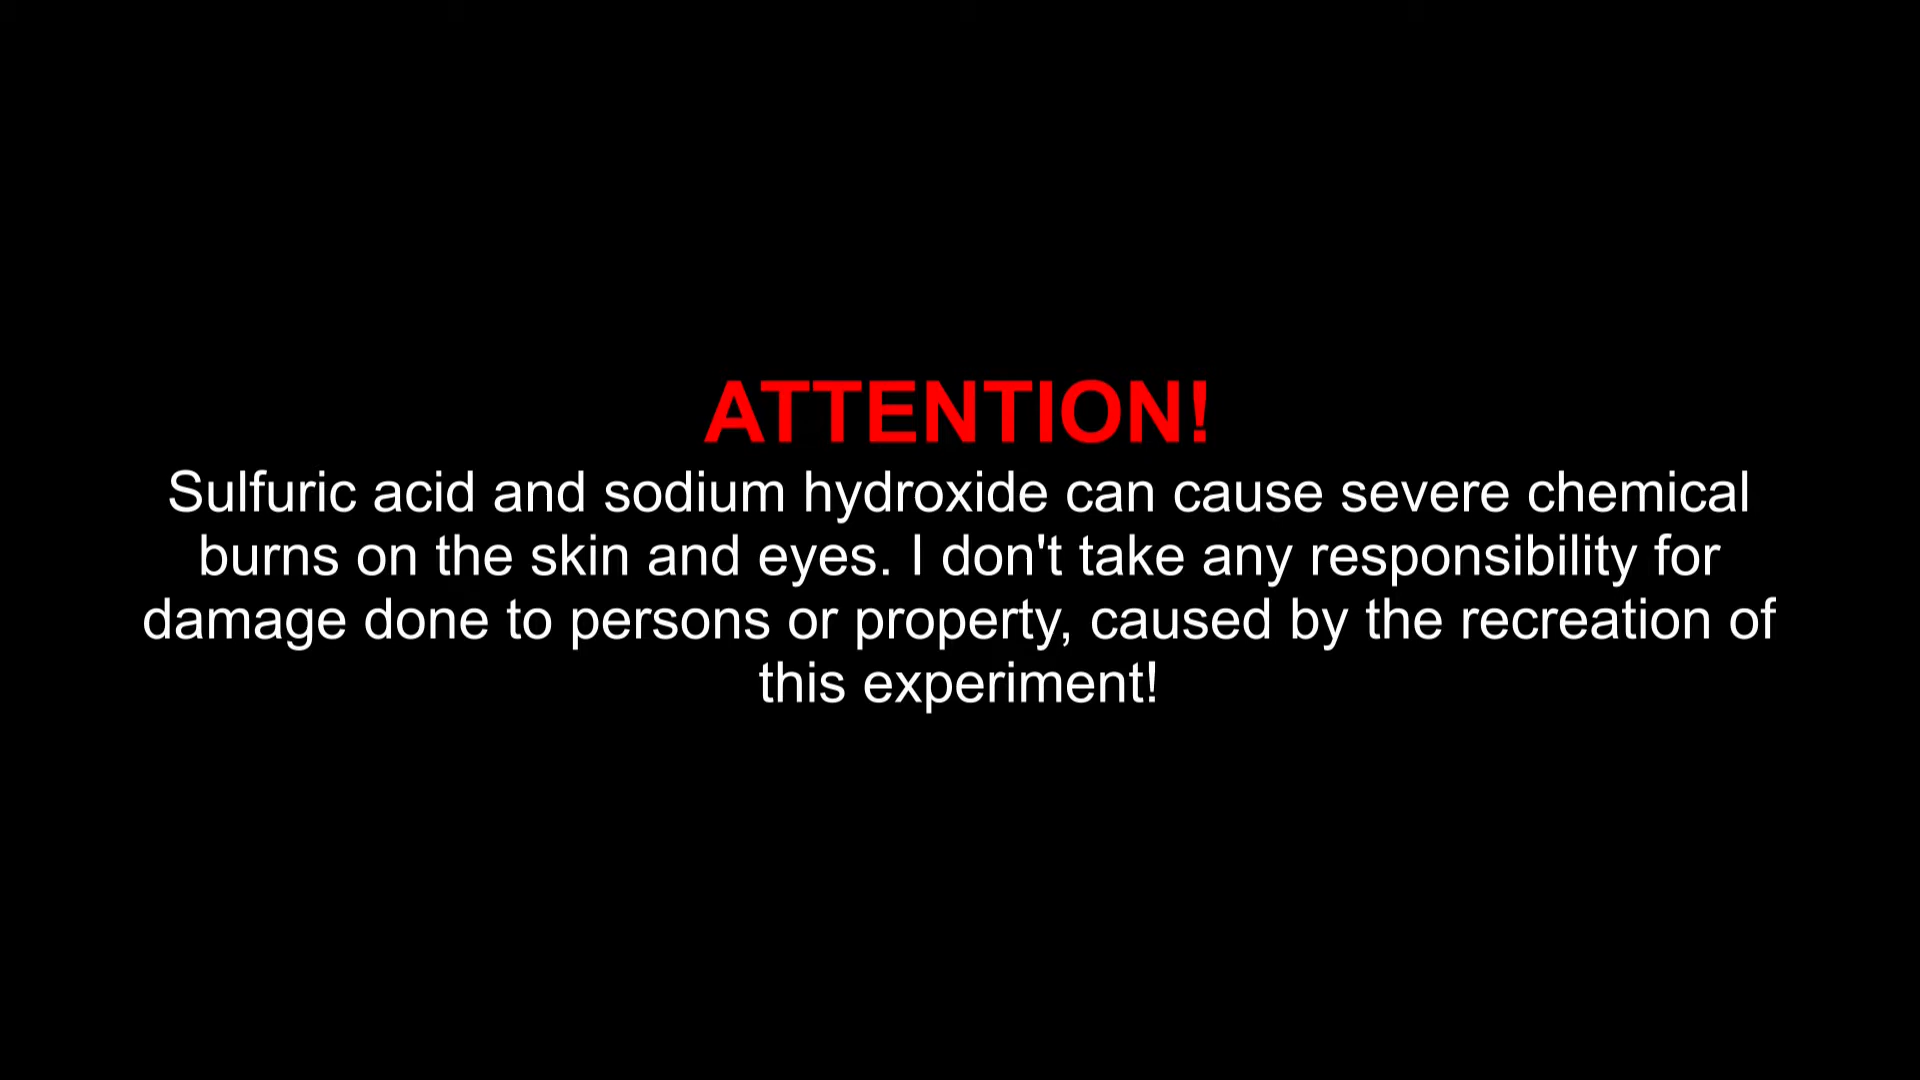 ATTENTION!
Sulfuric acid and sodium hydroxide can cause severe chemical
burns on the skin and eyes. I don't take any responsibility for
damage done to persons or property, caused by the recreation of
this experiment!